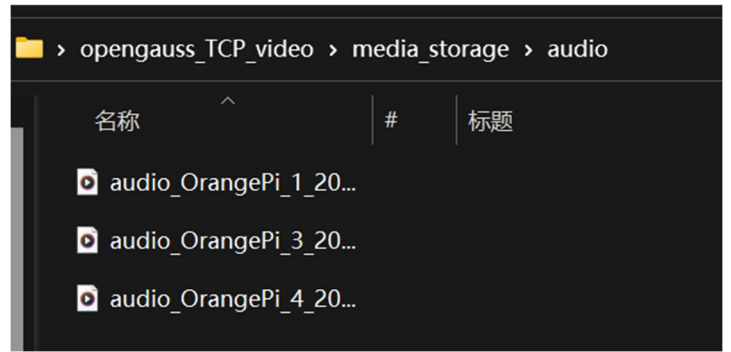 > opengauss_TCP_video > media_storage > audio
名称 # 标题
audio_OrangePi_1_20...
audio_OrangePi_3_20...
audio_OrangePi_4_20...